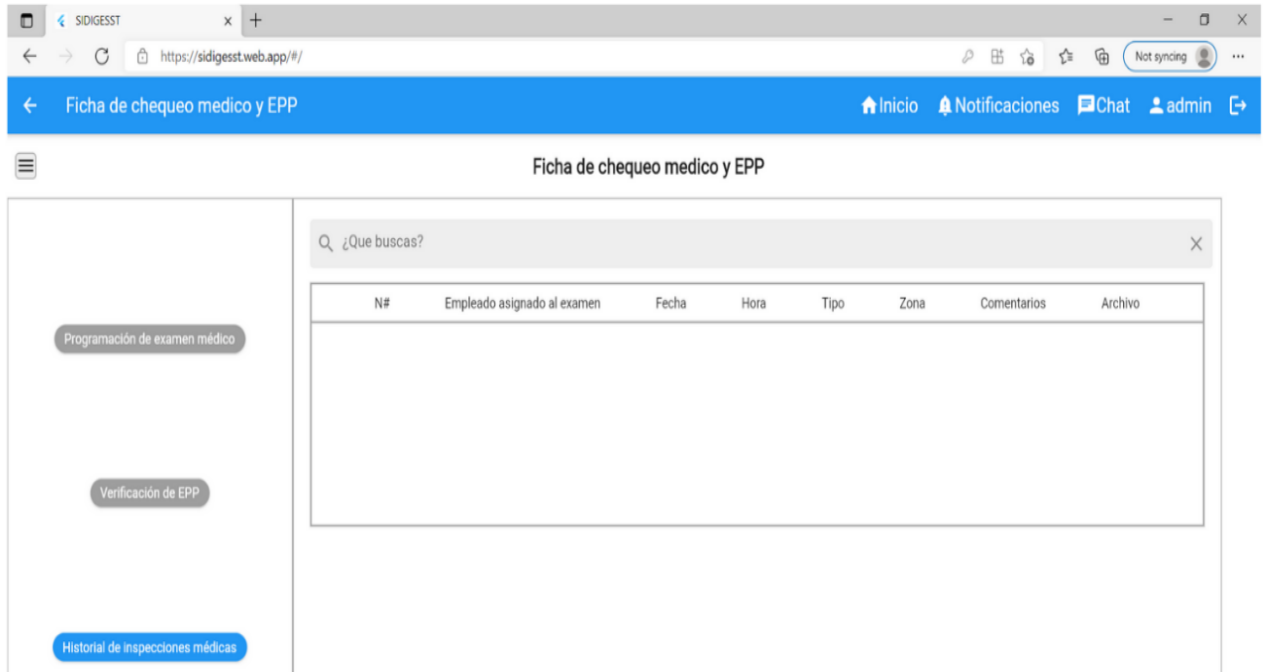 SIDIGESST
https://sidigesst.web.app/#/
Not syncing
Ficha de chequeo medico y EPP
Inicio
Notificaciones
Chat
admin
Ficha de chequeo medico y EPP
¿Que buscas?
N# Empleado asignado al examen Fecha Hora Tipo Zona Comentarios Archivo
Programación de examen médico
Verificación de EPP
Historial de inspecciones médicas